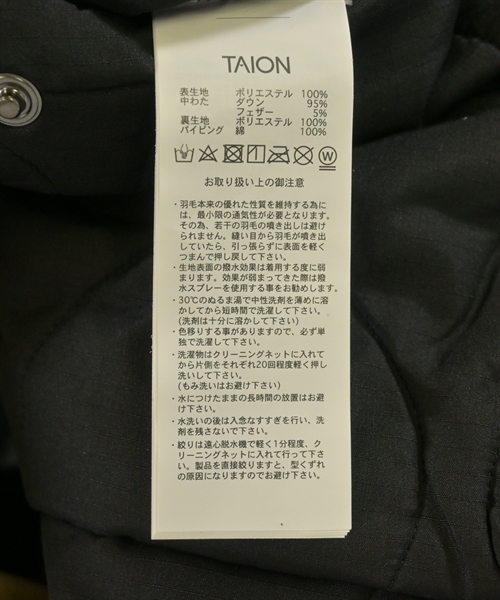 TAION
表生地 ポリエステル 100%
中わた ダウン 95%
フェザー 5%
裏生地 ポリエステル 100%
パイピング 綿 100%
W
お取り扱い上の御注意
・羽毛本来の優れた性質を維持する為に
は、最小限の通気性が必要となります。
その為、若干の羽毛の噴き出しは避け
られません。縫い目から羽毛が噴き出
していたら、引っ張らずに表面を軽く
つまんで押し戻して下さい。
・生地表面の撥水効果は着用する度に弱
まります。効果が弱まってきた際は撥
水スプレーを使用する事をお勧めします。
・30℃のぬるま湯で中性洗剤を薄めに溶
かしてから短時間で洗濯して下さい。
(洗剤は十分に溶かして下さい)
・色移りする事がありますので、必ず単
独で洗濯して下さい。
・洗濯物はクリーニングネットに入れて
から片側をそれぞれ20回程度軽く押し
洗いして下さい。
(もみ洗いはお避け下さい)
・水につけたままの長時間の放置はお避
け下さい。
・水洗いの後は入念なすすぎを行い、洗
剤を残さないで下さい。
・絞りは遠心脱水機で軽く1分程度、ク
リーニングネットに入れて行って下さ
い。製品を直接絞りますと、型くずれ
の原因になりますのでお避け下さい。